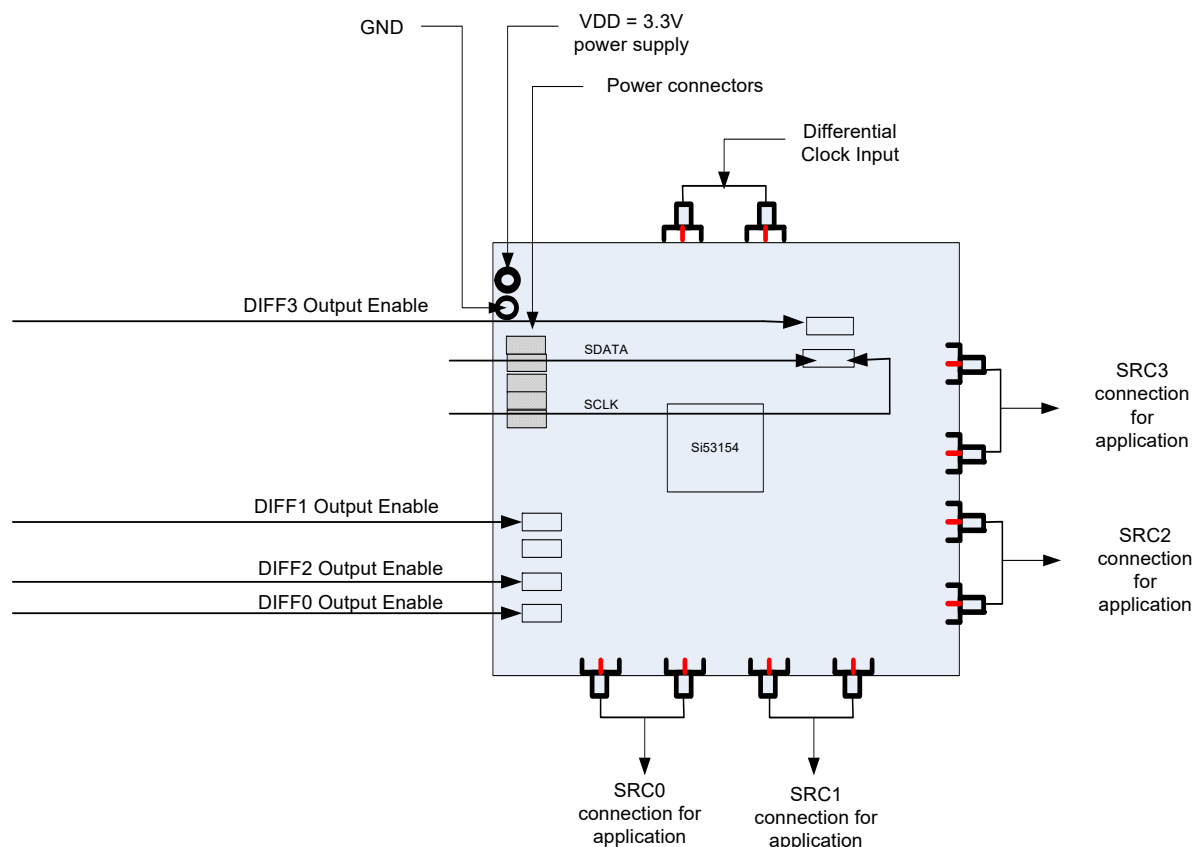 GND
VDD = 3.3V
power supply
Power connectors
Differential
Clock Input
DIFF3 Output Enable
SDATA
SCLK
Si53154
SRC3
connection
for
application
DIFF1 Output Enable
DIFF2 Output Enable
DIFF0 Output Enable
SRC2
connection
for
application
SRC0
connection for
application
SRC1
connection for
application